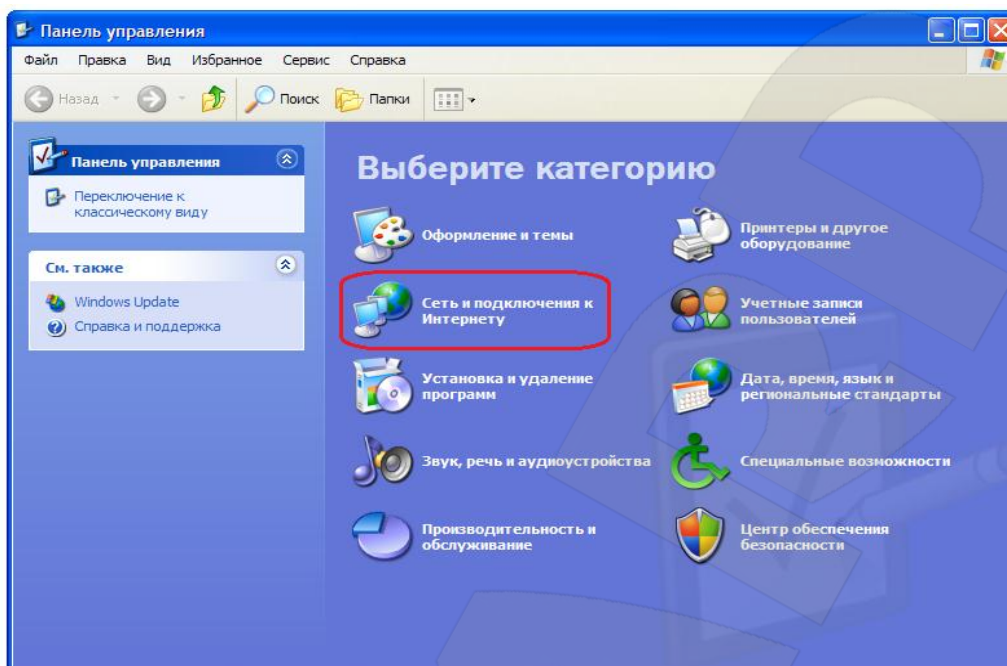 Панель управления
Файл Правка Вид Избранное Сервис Справка
Назад Поиск Папки
Панель управления
Переключение к
классическому виду
См. также
Windows Update
Справка и поддержка
Выберите категорию
Оформление и темы
Принтеры и другое
оборудование
Сеть и подключения к
Интернету
Учетные записи
пользователей
Установка и удаление
программ
Дата, время, язык и
региональные стандарты
Звук, речь и аудиоустройства
Специальные возможности
Производительность и
обслуживание
Центр обеспечения
безопасности